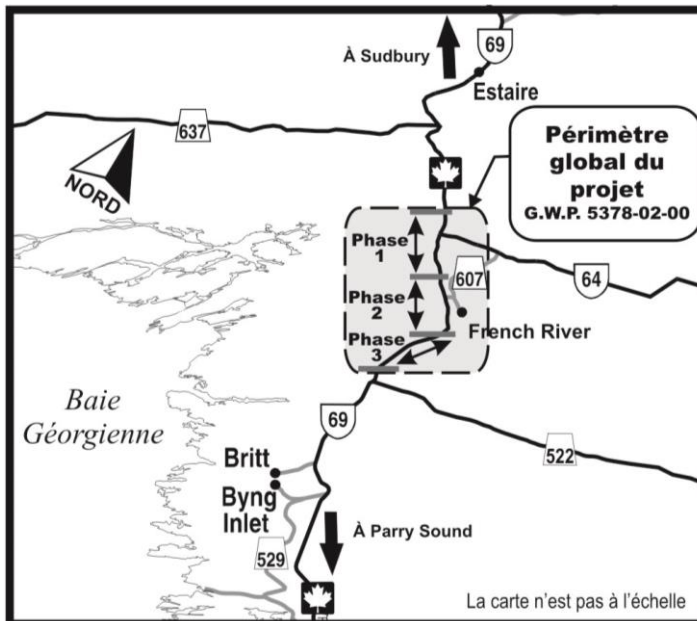 69
À Sudbury
Estaire
637
NORD
Périmètre
global du
projet
G.W.P. 5378-02-00
Phase
1
607
64
Phase
2
French River
Phase
3
Baie
Géorgienne
69
522
Britt
Byng
Inlet
À Parry Sound
529
La carte n'est pas à l'échelle